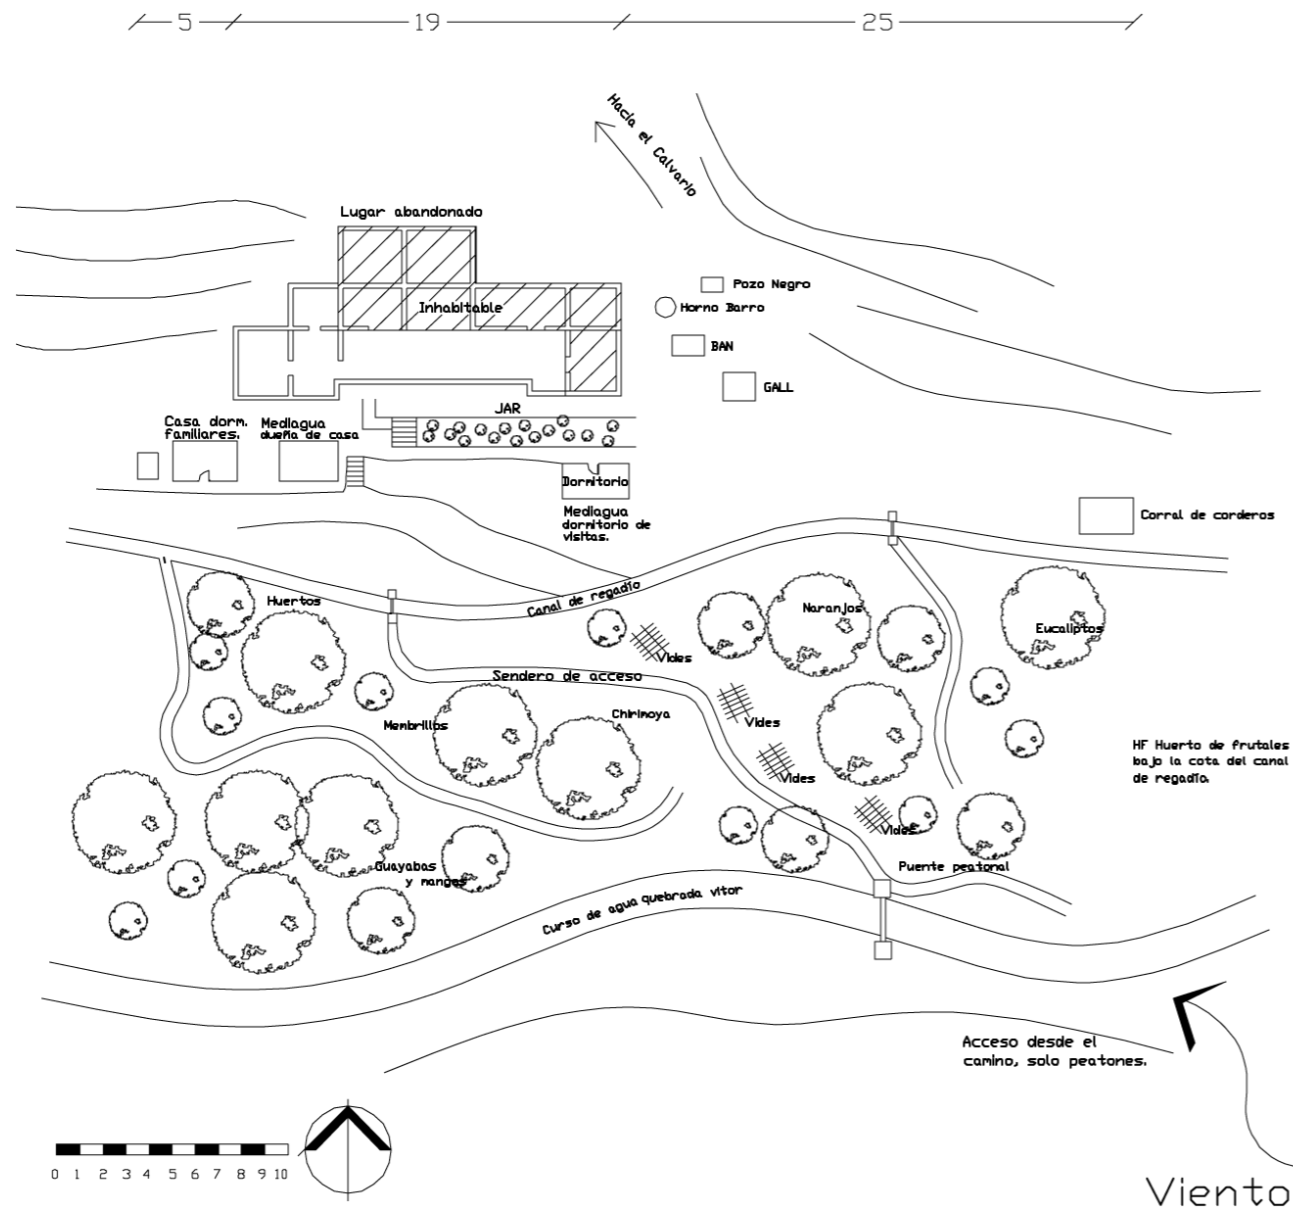 5 19 25
Hacia el Calvario
Lugar abandonado
Inhabitable
Pozo Negro
Horno Barro
BAN
GALL
JAR
Casa dorm.
familiares.
Mediagua
dueña de casa
Dormitorio
Mediagua
dormitorio de
visitas.
Corral de corderos
Canal de regadío
Huertos
Naranjos
Eucaliptos
Vides
Sendero de acceso
Membrillos
Chirimoya
Vides
Vides
HF Huerto de frutales
bajo la cota del canal
de regadía.
Vides
Guayabas
y mangos
Puente peatonal
Curso de agua quebrada vitor
Acceso desde el
camino, solo peatones.
0 1 2 3 4 5 6 7 8 9 10
Viento